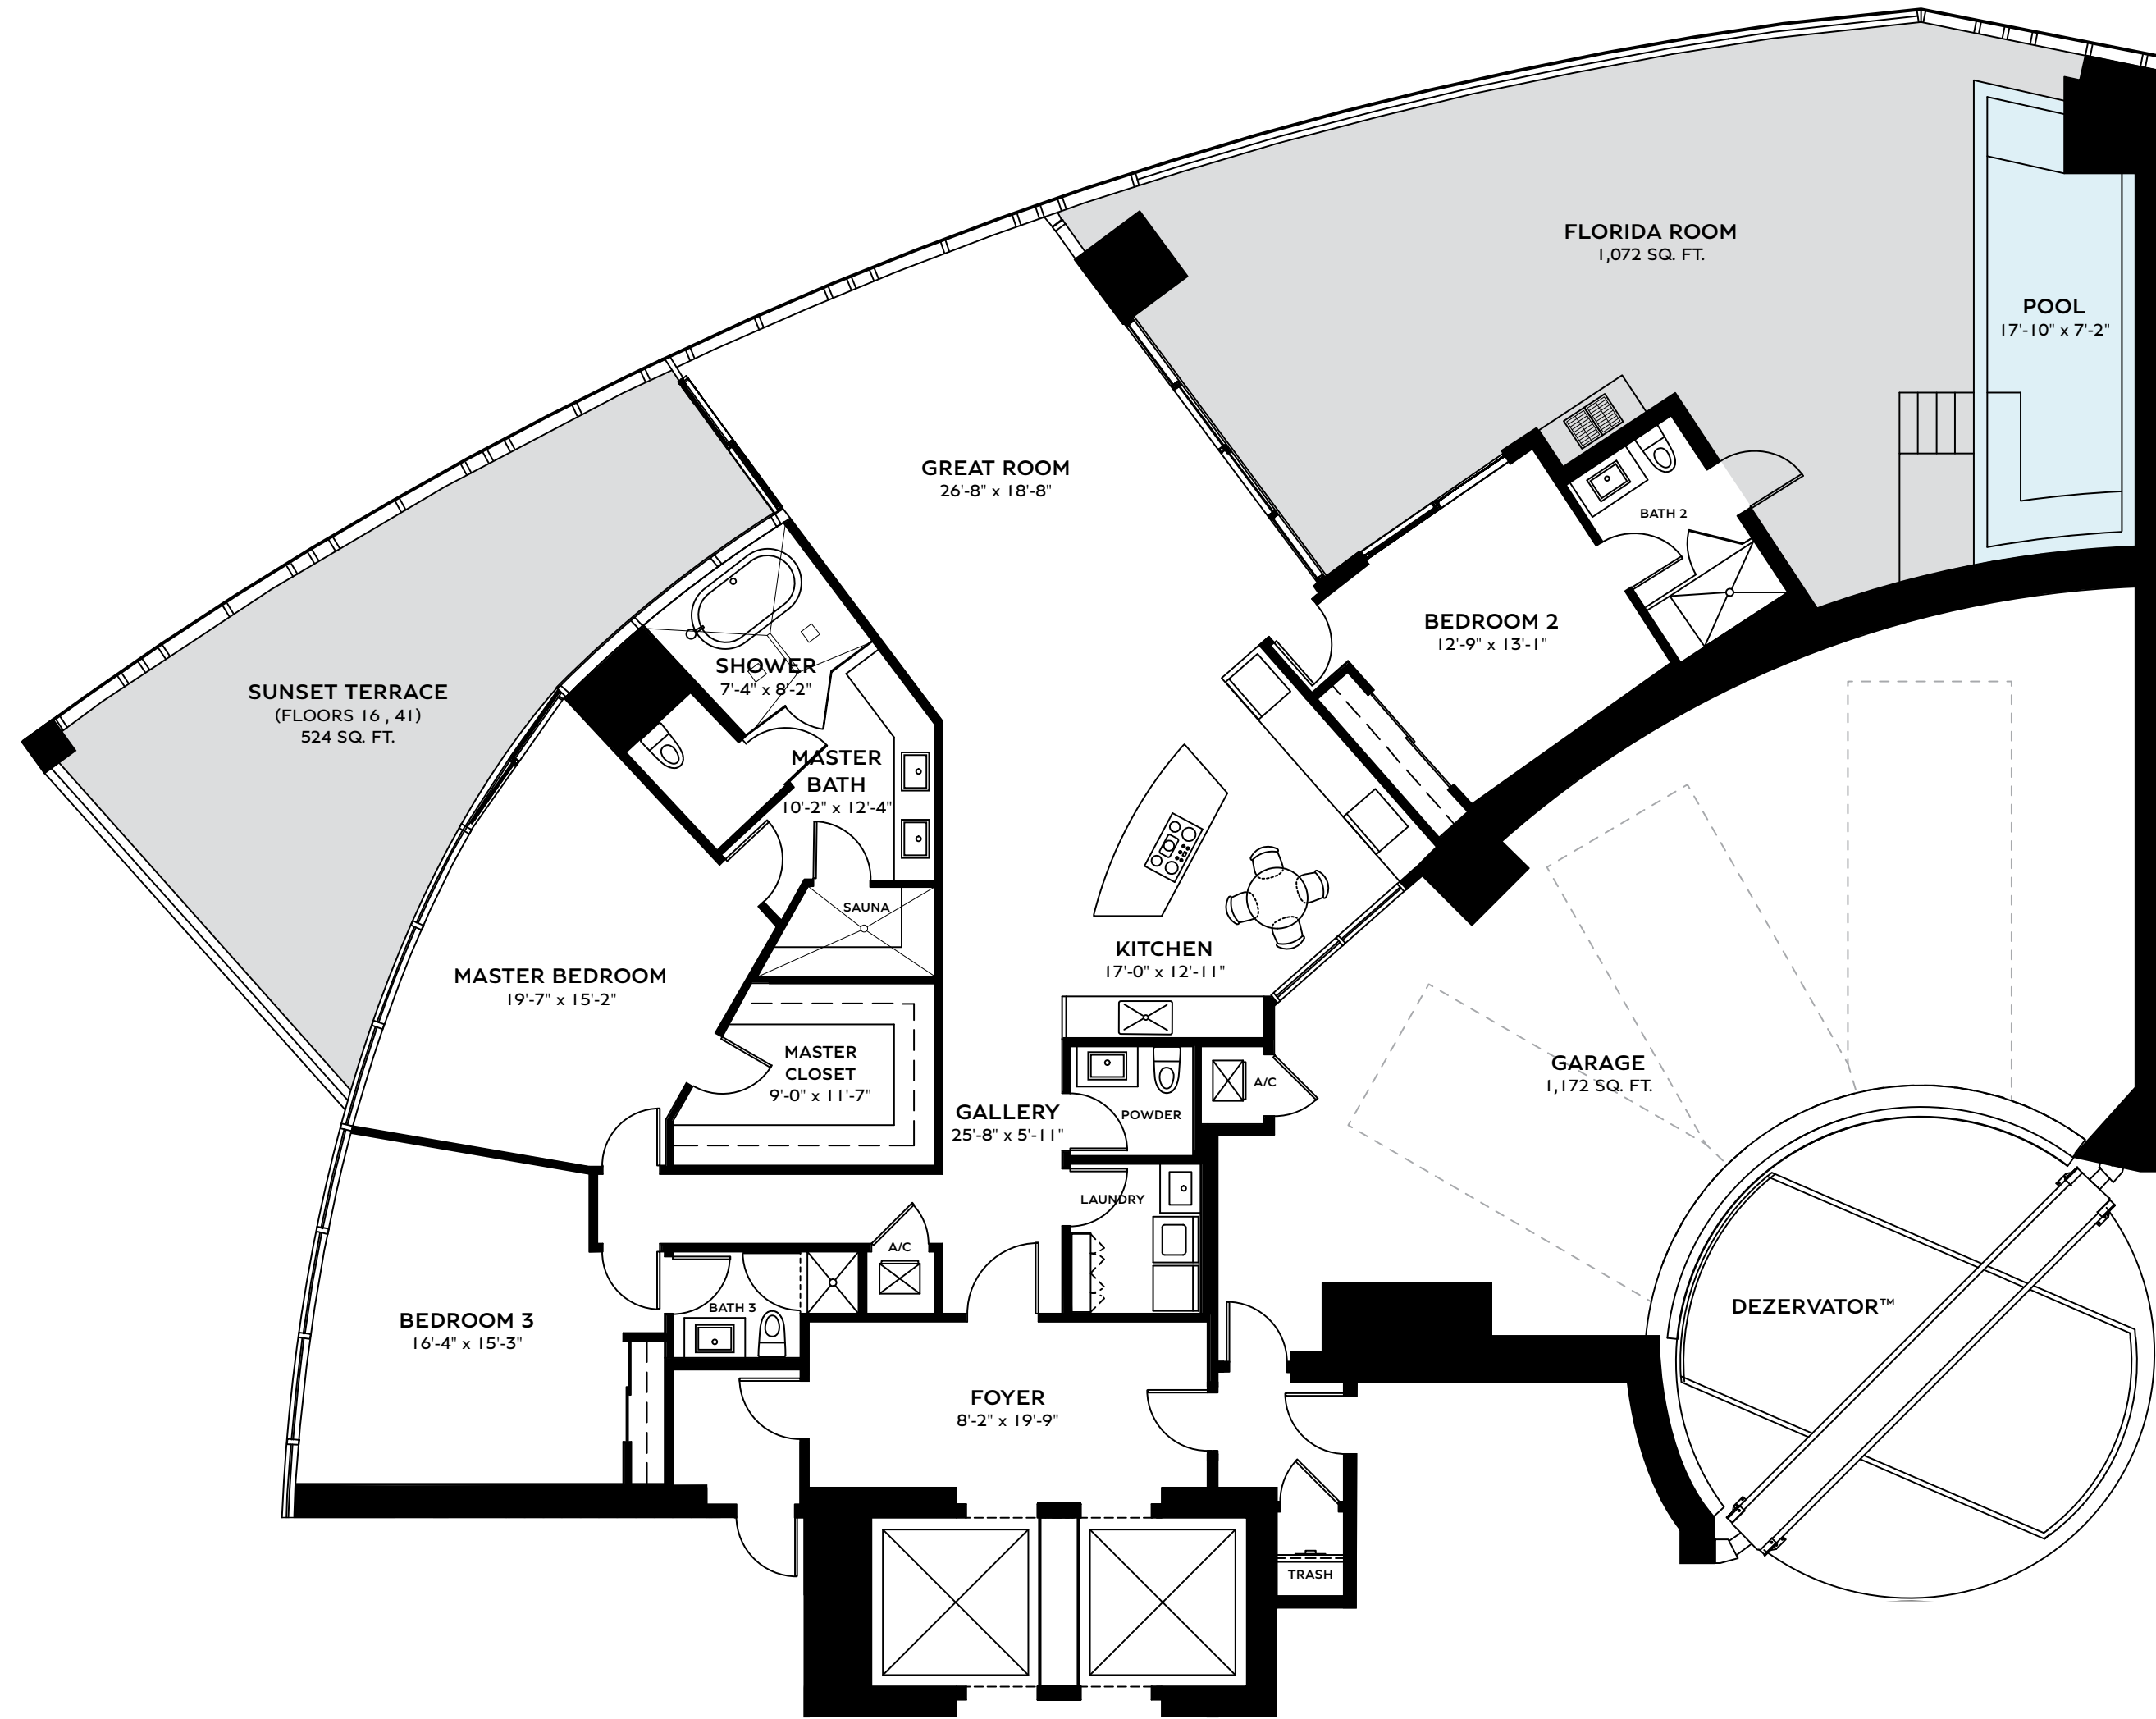 FLORIDA ROOM
1,072 SQ. FT.
POOL
17'-10" x 7'-2"
GREAT ROOM
26'-8" x 18'-8"
BATH 2
BEDROOM 2
12'-9" x 13'-1"
SHOWER
7'-4" x 8'-2"
SUNSET TERRACE
(FLOORS 16 , 41)
524 SQ. FT.
MASTER
BATH
10'-2" x 12'-4"
SAUNA
KITCHEN
17'-0" x 12'-11"
MASTER BEDROOM
19'-7" x 15'-2"
MASTER
CLOSET
9'-0" x 11'-7"
GARAGE
1,172 SQ. FT.
A/C
GALLERY
25'-8" x 5'-11"
POWDER
LAUNDRY
A/C
BATH 3
DEZERVATOR™
BEDROOM 3
16'-4" x 15'-3"
FOYER
8'-2" x 19'-9"
TRASH